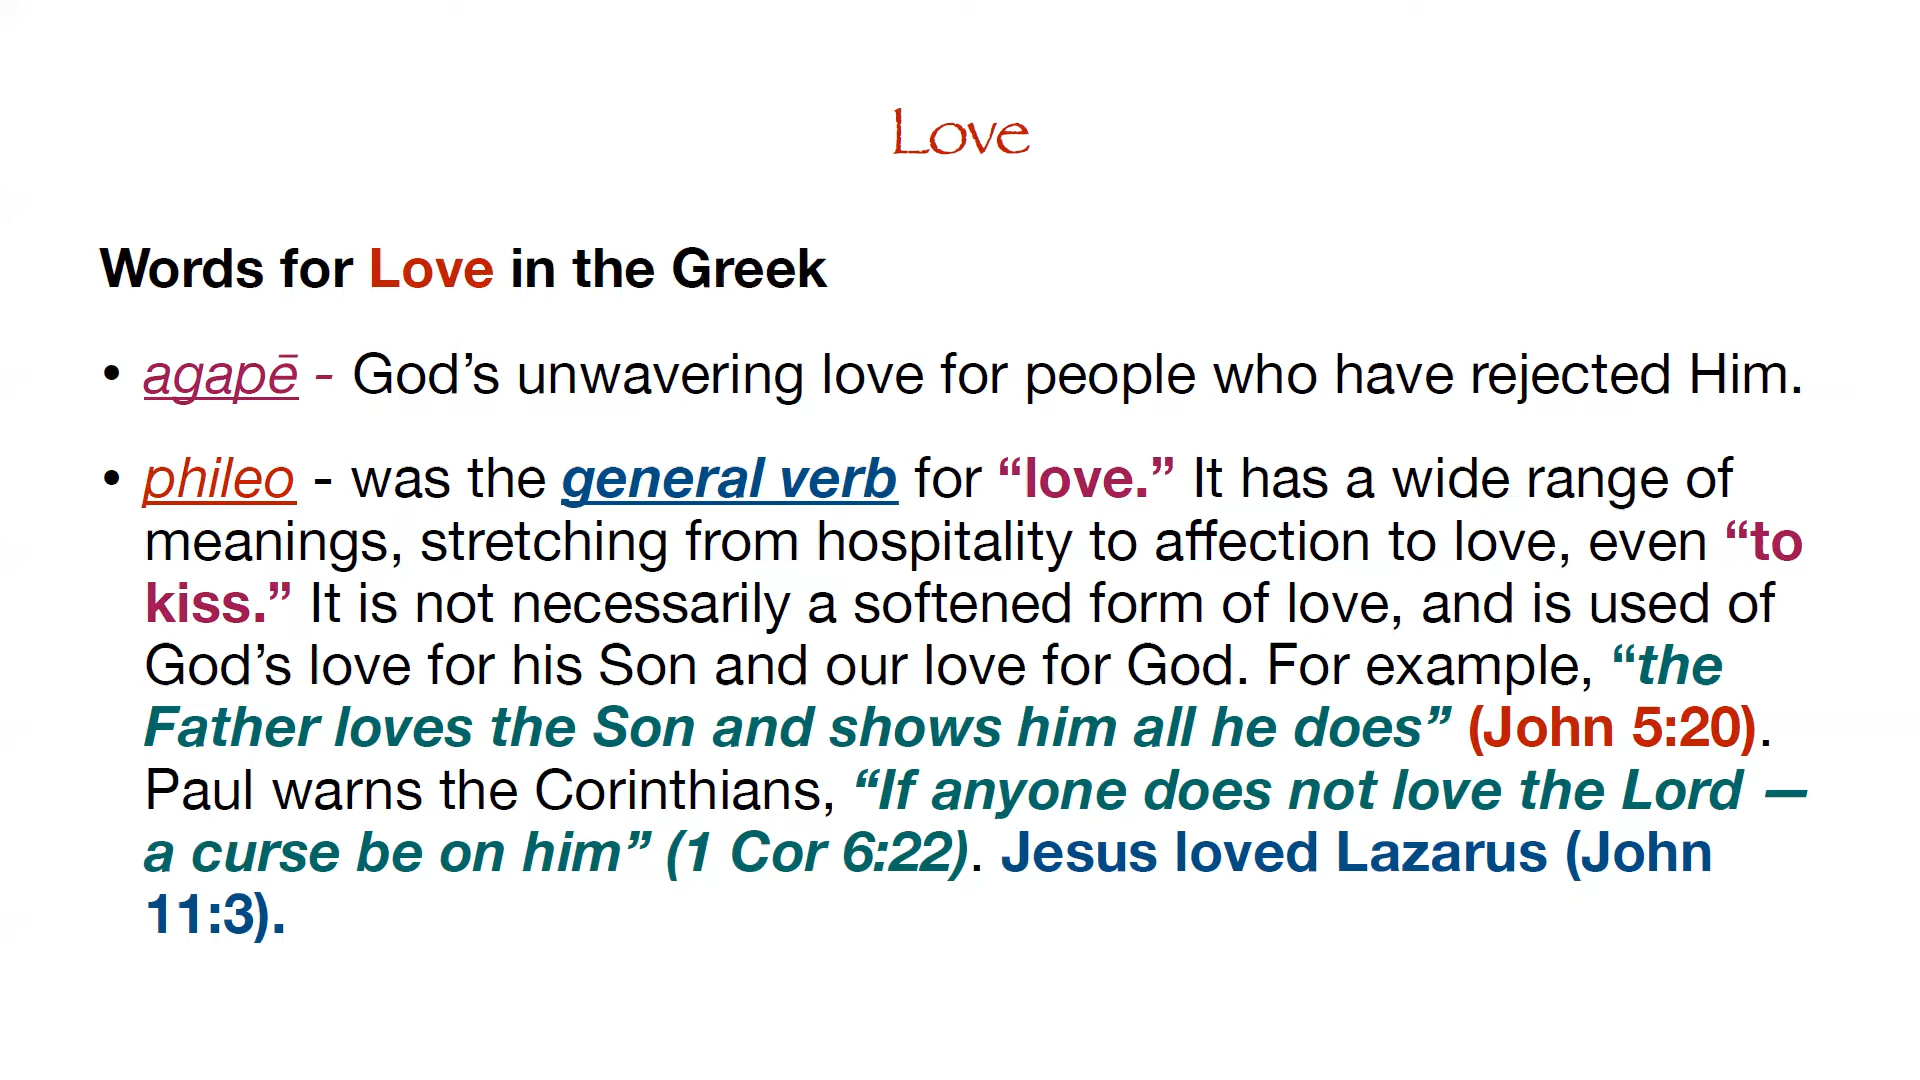 Love
Words for Love in the Greek
• agapē - God’s unwavering love for people who have rejected Him.
• phileo - was the general verb for “love.” It has a wide range of
meanings, stretching from hospitality to affection to love, even “to
kiss.” It is not necessarily a softened form of love, and is used of
God’s love for his Son and our love for God. For example, “the
Father loves the Son and shows him all he does” (John 5:20).
Paul warns the Corinthians, “If anyone does not love the Lord —
a curse be on him” (1 Cor 6:22). Jesus loved Lazarus (John
11:3).